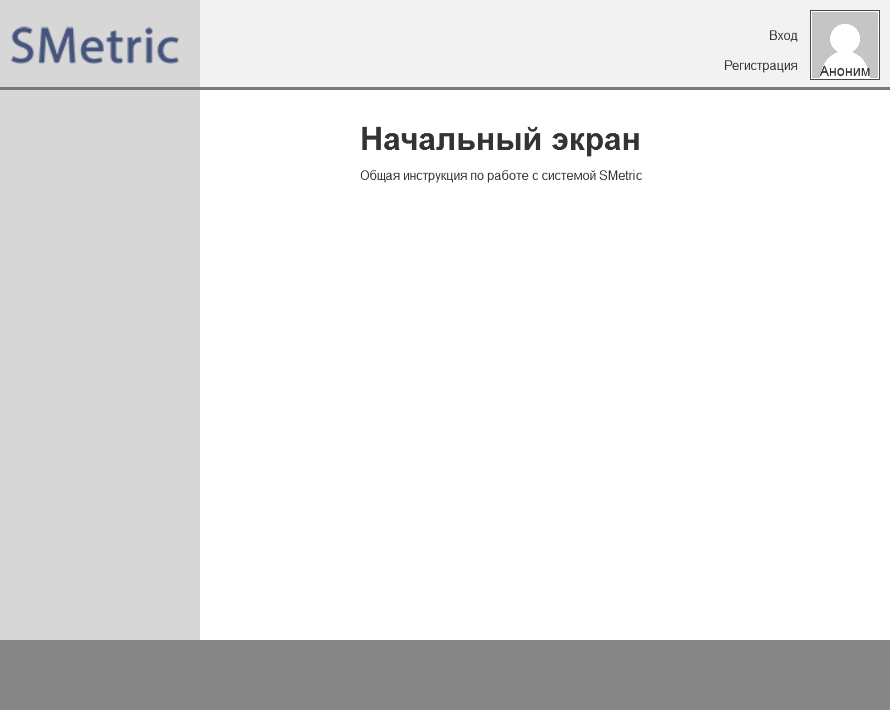 SMetric
Вход
Регистрация
Аноним
Начальный экран
Общая инструкция по работе с системой SMetric